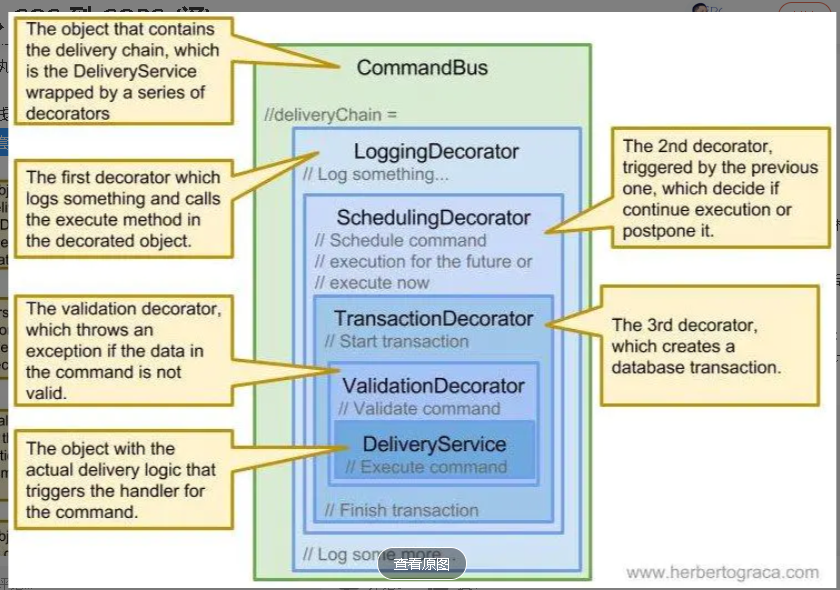 The object that contains
the delivery chain, which
is the DeliveryService
wrapped by a series of
decorators
CommandBus
//deliveryChain =
LoggingDecorator
// Log something...
The first decorator which
logs something and calls
the execute method in
the decorated object.
The 2nd decorator,
triggered by the previous
one, which decide if
continue execution or
postpone it.
SchedulingDecorator
// Schedule command
// execution for the future or
// execute now
The validation decorator,
which throws an
exception if the data in
the command is not
valid.
TransactionDecorator
// Start transaction
The 3rd decorator,
which creates a
database transaction.
ValidationDecorator
// Validate command
The object with the
actual delivery logic that
triggers the handler for
the command.
DeliveryService
// Execute command
// Finish transaction
// Log some more...
查看原图
www.herbertograca.com